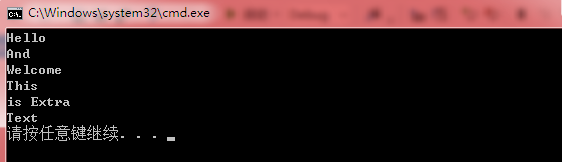 C:\Windows\system32\cmd.exe
Hello
And
Welcome
This
is Extra
Text
请按任意键继续. . .